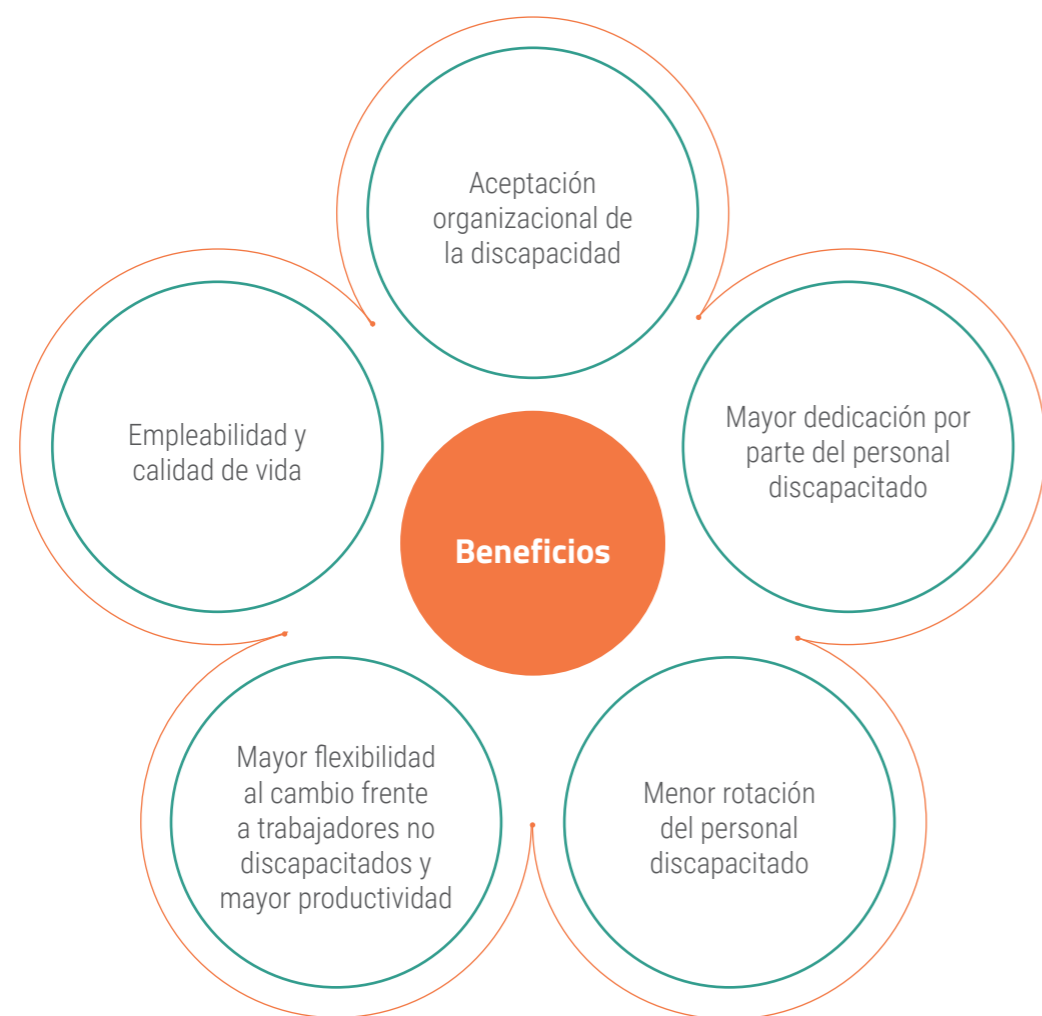 Aceptación
organizacional de
la discapacidad
Mayor dedicación por
parte del personal
discapacitado
Menor rotación
del personal
discapacitado
Mayor flexibilidad
al cambio frente
a trabajadores no
discapacitados y
mayor productividad
Empleabilidad y
calidad de vida
Beneficios